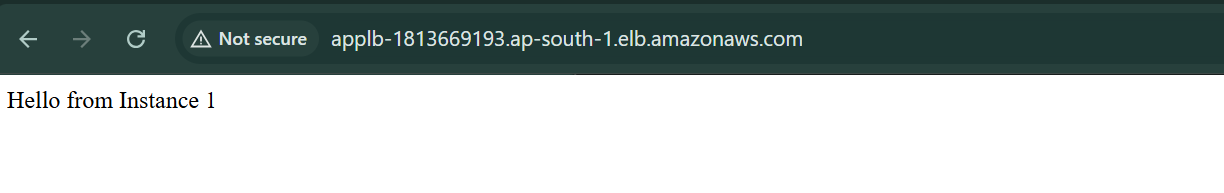 Not secure applb-1813669193.ap-south-1.elb.amazonaws.com
Hello from Instance 1